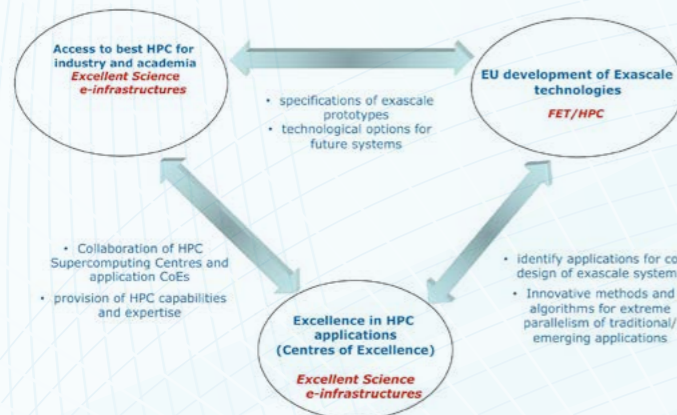 Access to best HPC for
industry and academia
Excellent Science
e-infrastructures
EU development of Exascale
technologies
FET/HPC
• specifications of exascale
prototypes
• technological options for
future systems
• Collaboration of HPC
Supercomputing Centres and
application CoEs
• provision of HPC capabilities
and expertise
• identify applications for co
design of exascale system
• Innovative methods and
algorithms for extreme
parallelism of traditional/
emerging applications
Excellence in HPC
applications
(Centres of Excellence)
Excellent Science
e-infrastructures